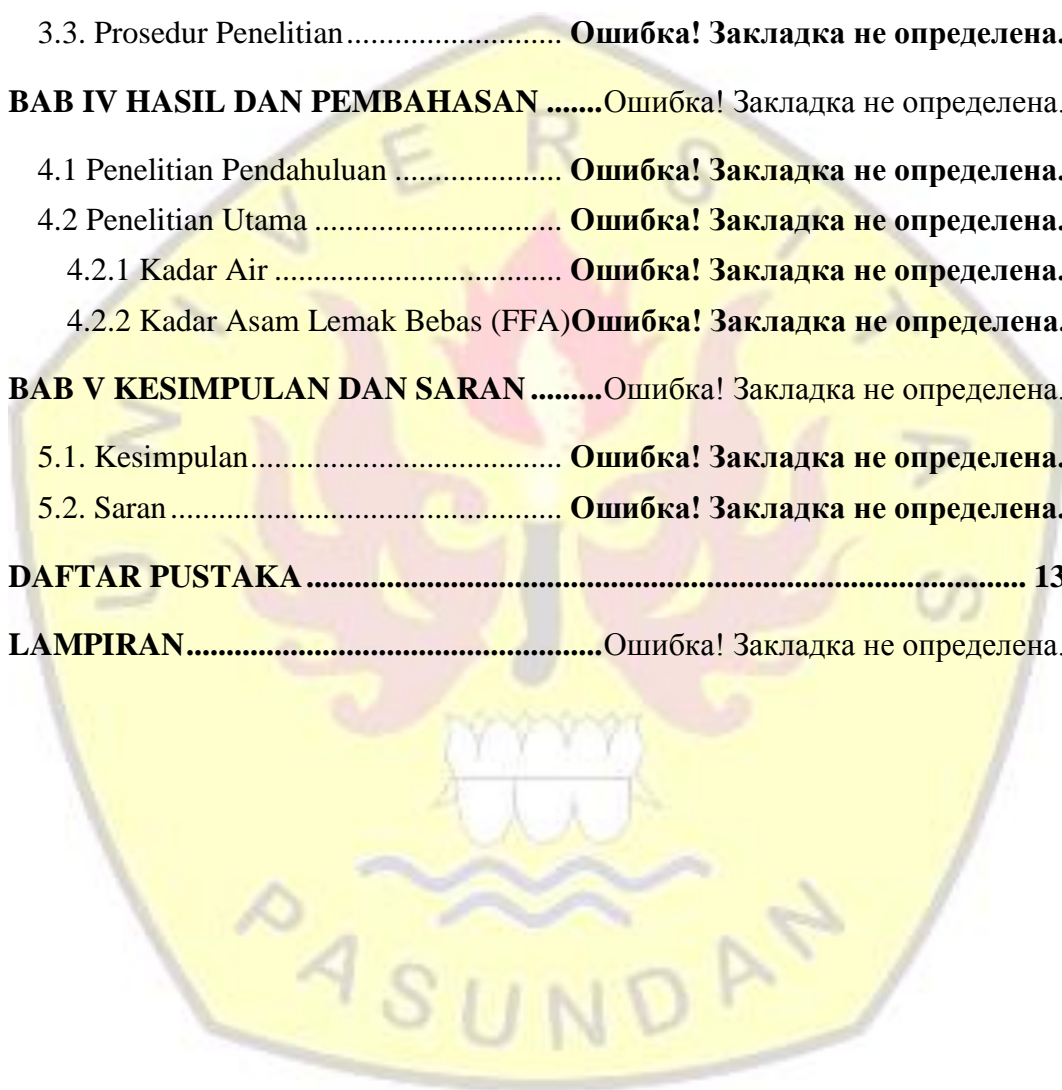 3.3. Prosedur Penelitian........................... Ошибка! Закладка не определена.
BAB IV HASIL DAN PEMBAHASAN .......Ошибка! Закладка не определена.
4.1 Penelitian Pendahuluan ..................... Ошибка! Закладка не определена.
4.2 Penelitian Utama ............................... Ошибка! Закладка не определена.
4.2.1 Kadar Air .................................... Ошибка! Закладка не определена.
4.2.2 Kadar Asam Lemak Bebas (FFA)Ошибка! Закладка не определена.
BAB V KESIMPULAN DAN SARAN .........Ошибка! Закладка не определена.
5.1. Kesimpulan....................................... Ошибка! Закладка не определена.
5.2. Saran ................................................. Ошибка! Закладка не определена.
DAFTAR PUSTAKA ........................................................................................... 13
LAMPIRAN....................................................Ошибка! Закладка не определена.
UNIVERSITAS
PASUNDAN